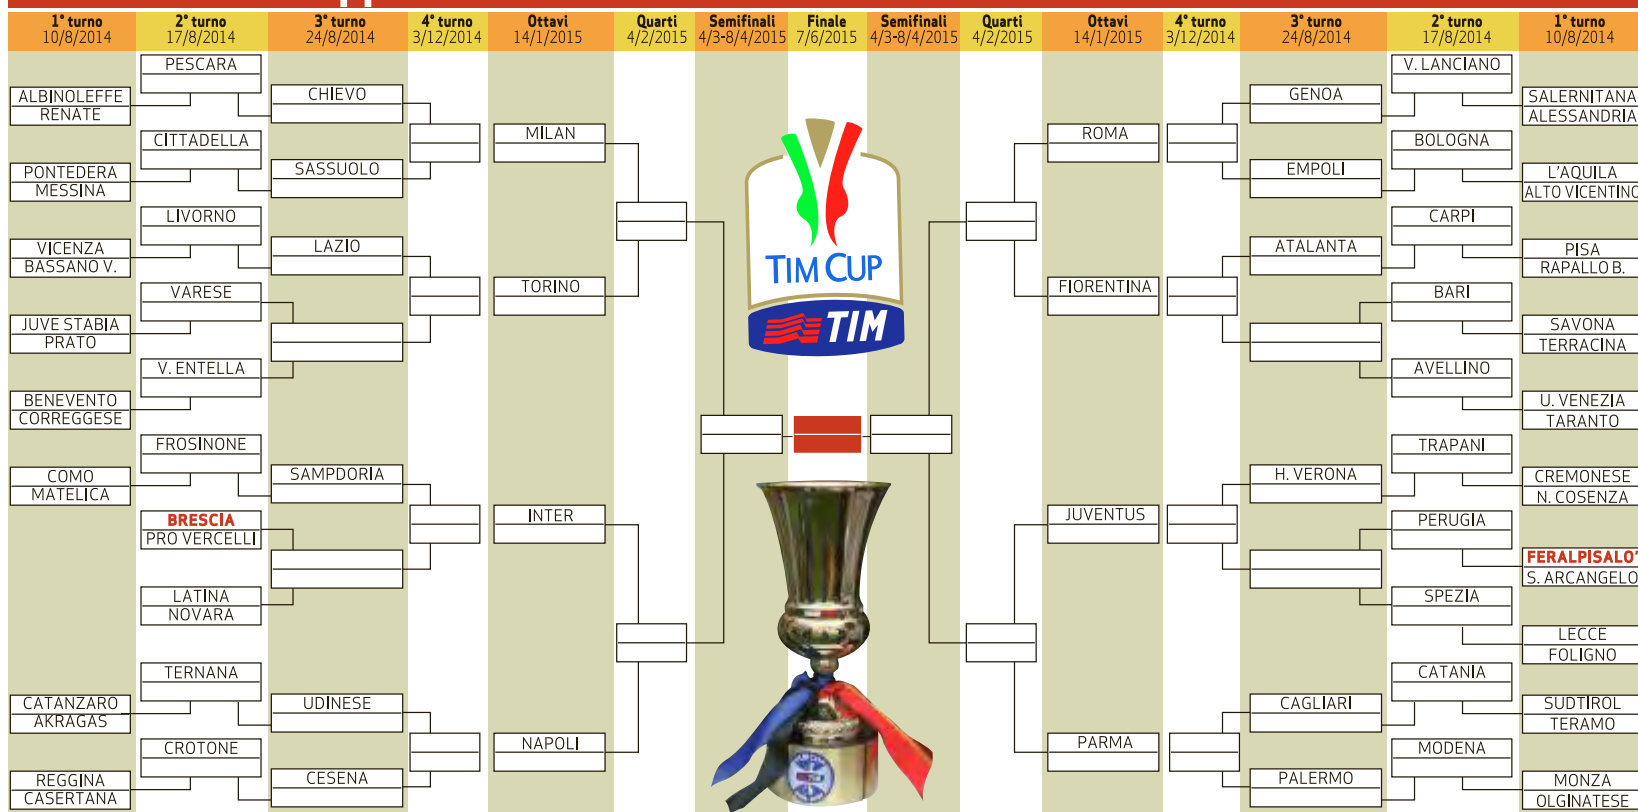 1° turno
10/8/2014
2° turno
17/8/2014
3° turno
24/8/2014
4° turno
3/12/2014
Ottavi
14/1/2015
Quarti
4/2/2015
Semifinali
4/3-8/4/2015
Finale
7/6/2015
Semifinali
4/3-8/4/2015
Quarti
4/2/2015
Ottavi
14/1/2015
4° turno
3/12/2014
3° turno
24/8/2014
2° turno
17/8/2014
1° turno
10/8/2014
ALBINOLEFFE
RENATE
PONTEDERA
MESSINA
VICENZA
BASSANO V.
JUVE STABIA
PRATO
BENEVENTO
CORREGGESE
COMO
MATELICA
CATANZARO
AKRAGAS
REGGINA
CASERTANA
PESCARA
CITTADELLA
LIVORNO
VARESE
V. ENTELLA
FROSINONE
BRESCIA
PRO VERCELLI
LATINA
NOVARA
TERNANA
CROTONE
CHIEVO
SASSUOLO
LAZIO
SAMPDORIA
UDINESE
CESENA
MILAN
TORINO
INTER
NAPOLI
TIM CUP
TIM
ROMA
FIORENTINA
JUVENTUS
PARMA
GENOA
EMPOLI
ATALANTA
H. VERONA
CAGLIARI
PALERMO
V. LANCIANO
BOLOGNA
CARPI
BARI
AVELLINO
TRAPANI
PERUGIA
SPEZIA
CATANIA
MODENA
SALERNITANA
ALESSANDRIA
L'AQUILA
ALTO VICENTINO
PISA
RAPALLO B.
SAVONA
TERRACINA
U. VENEZIA
TARANTO
CREMONESE
N. COSENZA
FERALPISALO'
S. ARCANGELO
LECCE
FOLIGNO
SUDTIROL
TERAMO
MONZA
OLGINATESE